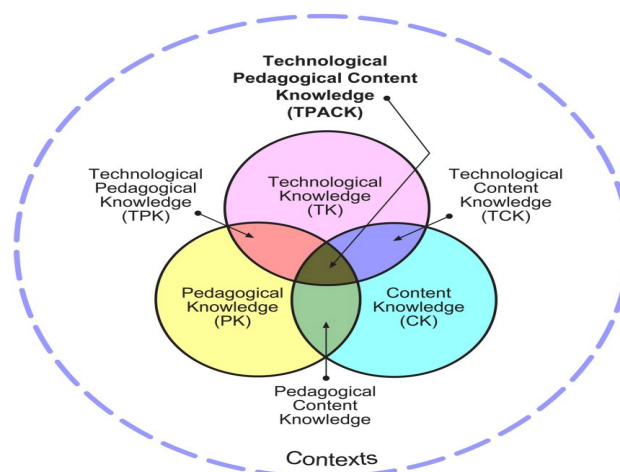 Technological
Pedagogical Content
Knowledge
(TPACK)
Technological
Pedagogical
Knowledge
(TPK)
Technological
Knowledge
(TK)
Technological
Content
Knowledge
(TCK)
Pedagogical
Knowledge
(PK)
Content
Knowledge
(CK)
Pedagogical
Content
Knowledge
Contexts